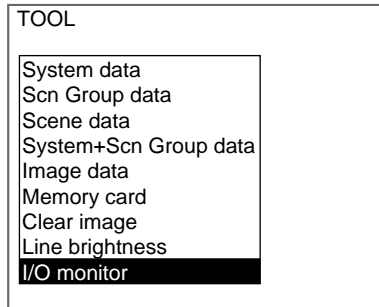 TOOL
System data
Scn Group data
Scene data
System+Scn Group data
Image data
Memory card
Clear image
Line brightness
I/O monitor